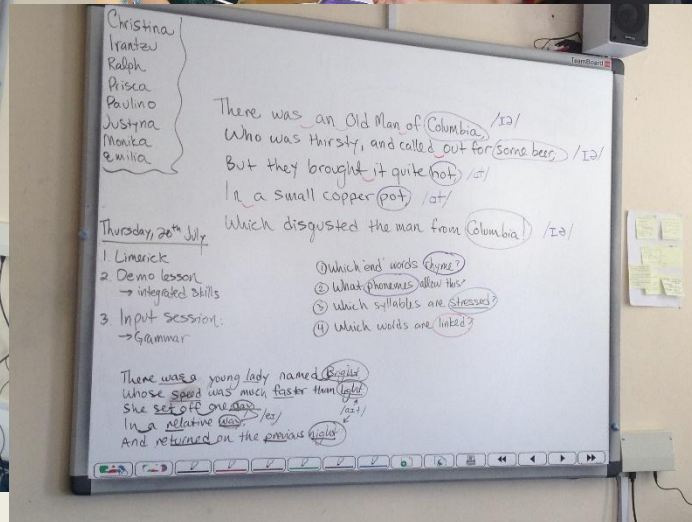 Christina
Irantzu
Ralph
Prisca
Paulino
Justyna
Monika
Emilia
TeamBoard
There was an Old Man of Columbia, /ɪə/
Who was thirsty, and called out for some beer, /ɪə/
But they brought it quite hot,
In a small copper pot,
Which disgusted the man from Columbia! /ɪə/
Thursday, 20th July
1. Limerick
2. Demo lesson
→ integrated skills
3. Input session:
→ Grammar
① Which 'end' words rhyme?
② What phonemes allow this?
③ Which syllables are stressed?
④ Which words are linked?
There was a young lady named Bright
Whose speed was much faster than light
She set off one day /eɪ/
In a relative way /aɪt/
And returned on the previous night